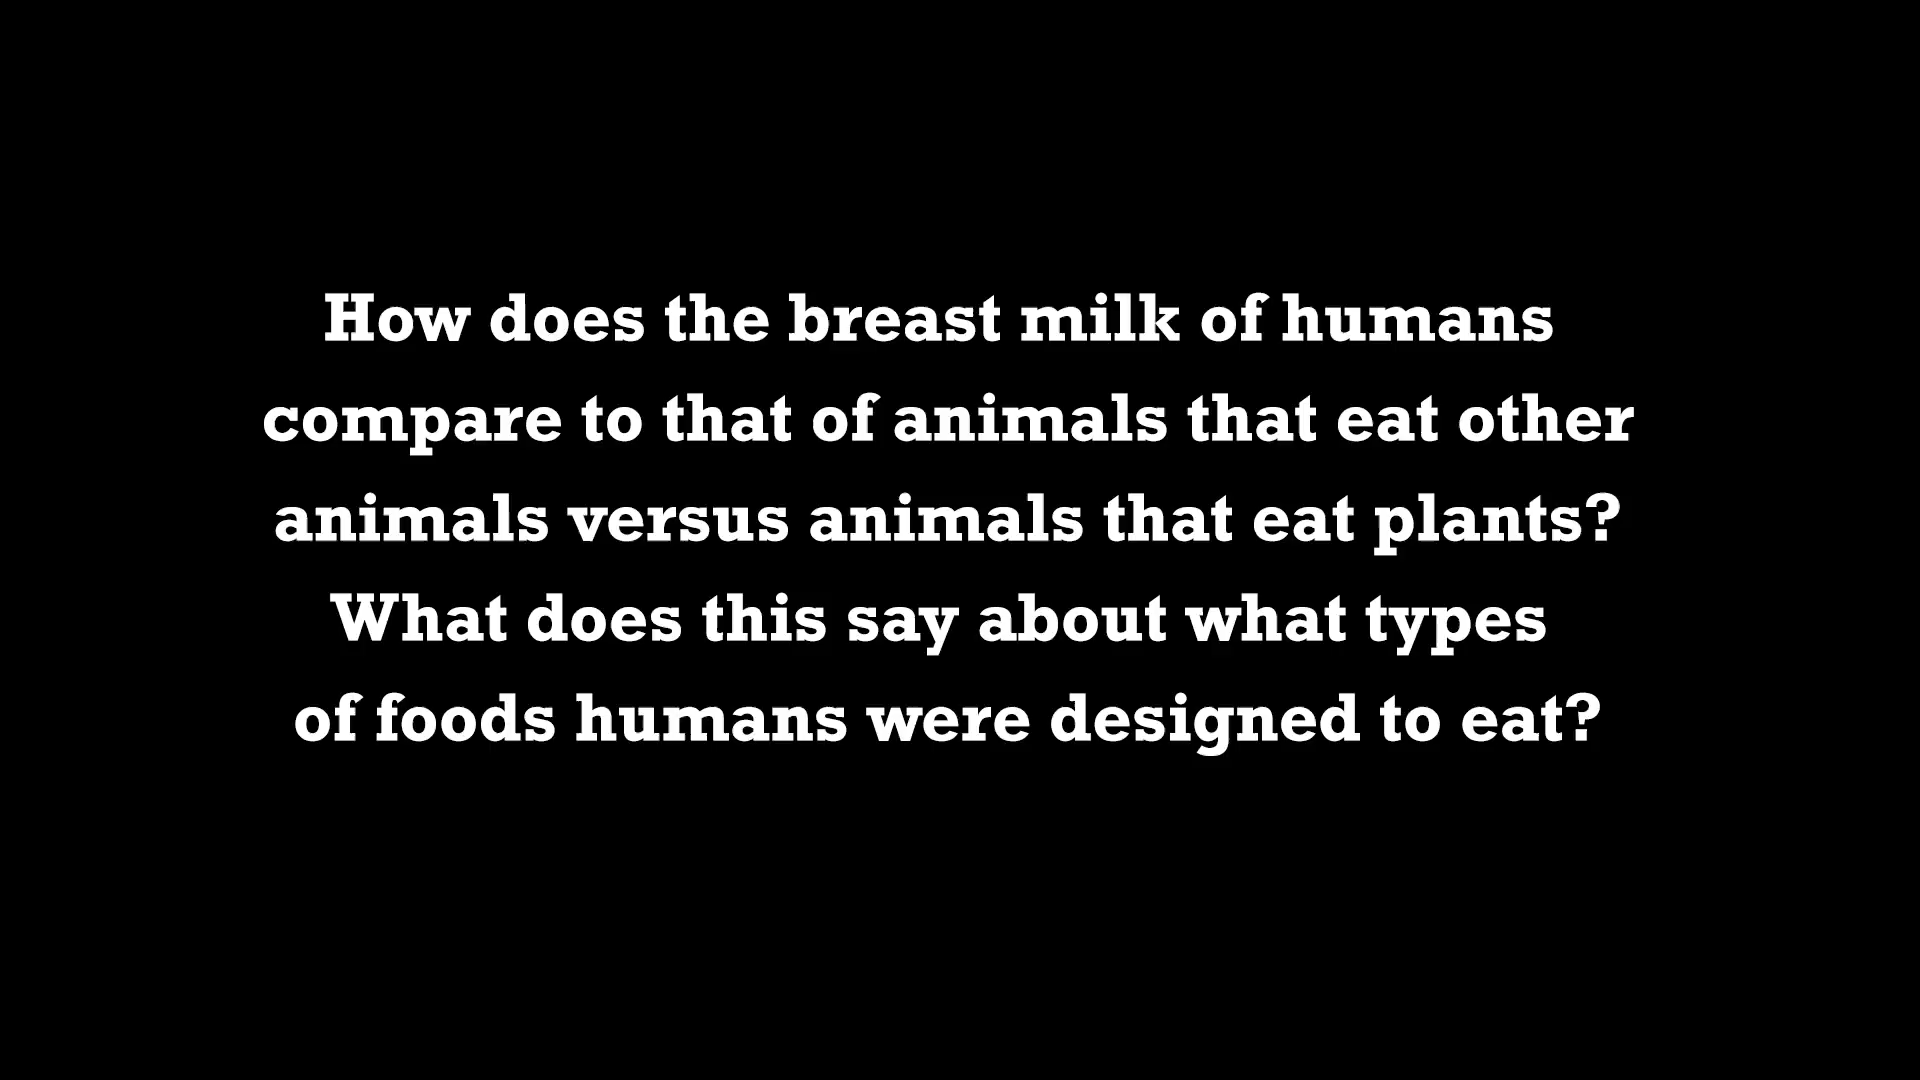 How does the breast milk of humans
compare to that of animals that eat other
animals versus animals that eat plants?
What does this say about what types
of foods humans were designed to eat?